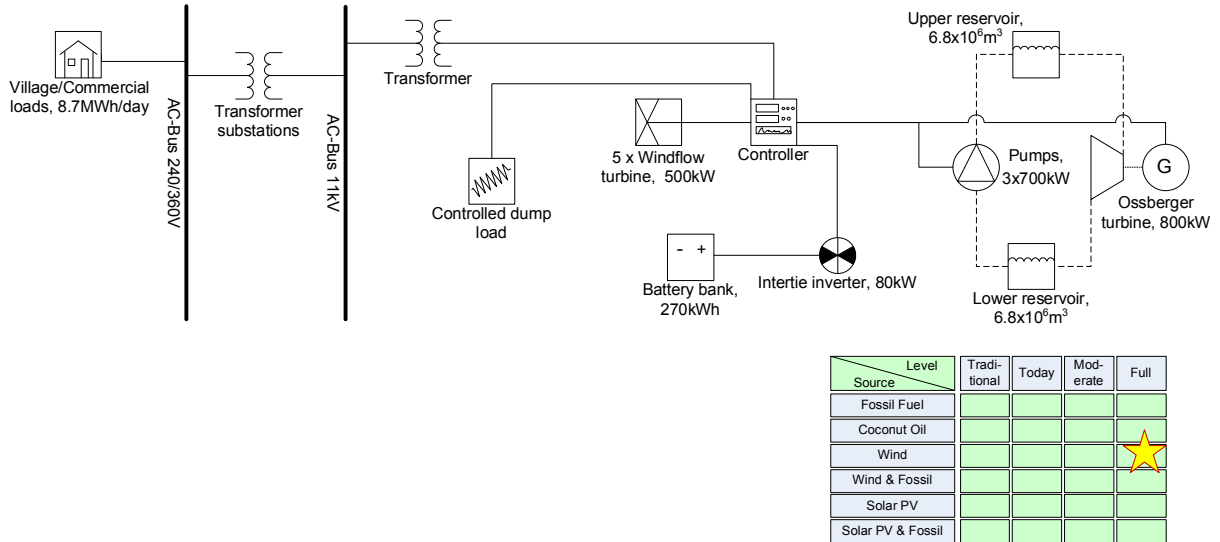 Village/Commercial
loads, 8.7MWh/day
AC-Bus 240/360V
Transformer
substations
AC-Bus 11kV
Transformer
Controlled dump
load
5 x Windflow
turbine, 500kW
Controller
Battery bank,
270kWh
- +
Intertie inverter, 80kW
Upper reservoir,
6.8x10⁶m³
Pumps,
3x700kW
G
Ossberger
turbine, 800kW
Lower reservoir,
6.8x10⁶m³
Level
Source
Tradi-
tional
Today
Mod-
erate
Full
Fossil Fuel
Coconut Oil
Wind
Wind & Fossil
Solar PV
Solar PV & Fossil